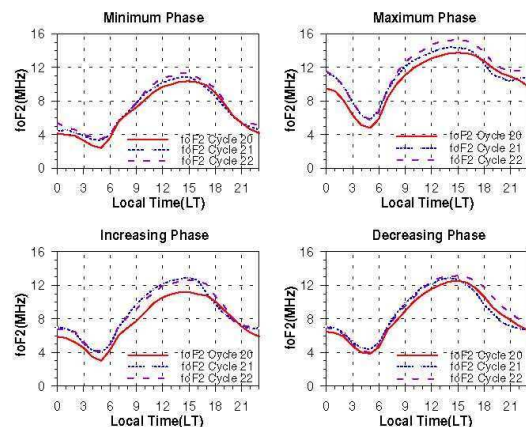 Minimum Phase
foF2(MHz)
16
12
8
4
0
foF2 Cycle 20
foF2 Cycle 21
foF2 Cycle 22
0 3 6 9 12 15 18 21
Local Time(LT)
Maximum Phase
foF2(MHz)
16
12
8
4
0
foF2 Cycle 20
foF2 Cycle 21
foF2 Cycle 22
0 3 6 9 12 15 18 21
Local Time(LT)
Increasing Phase
foF2(MHz)
16
12
8
4
0
foF2 Cycle 20
foF2 Cycle 21
foF2 Cycle 22
0 3 6 9 12 15 18 21
Local Time(LT)
Decreasing Phase
foF2(MHz)
16
12
8
4
0
foF2 Cycle 20
foF2 Cycle 21
foF2 Cycle 22
0 3 6 9 12 15 18 21
Local Time(LT)